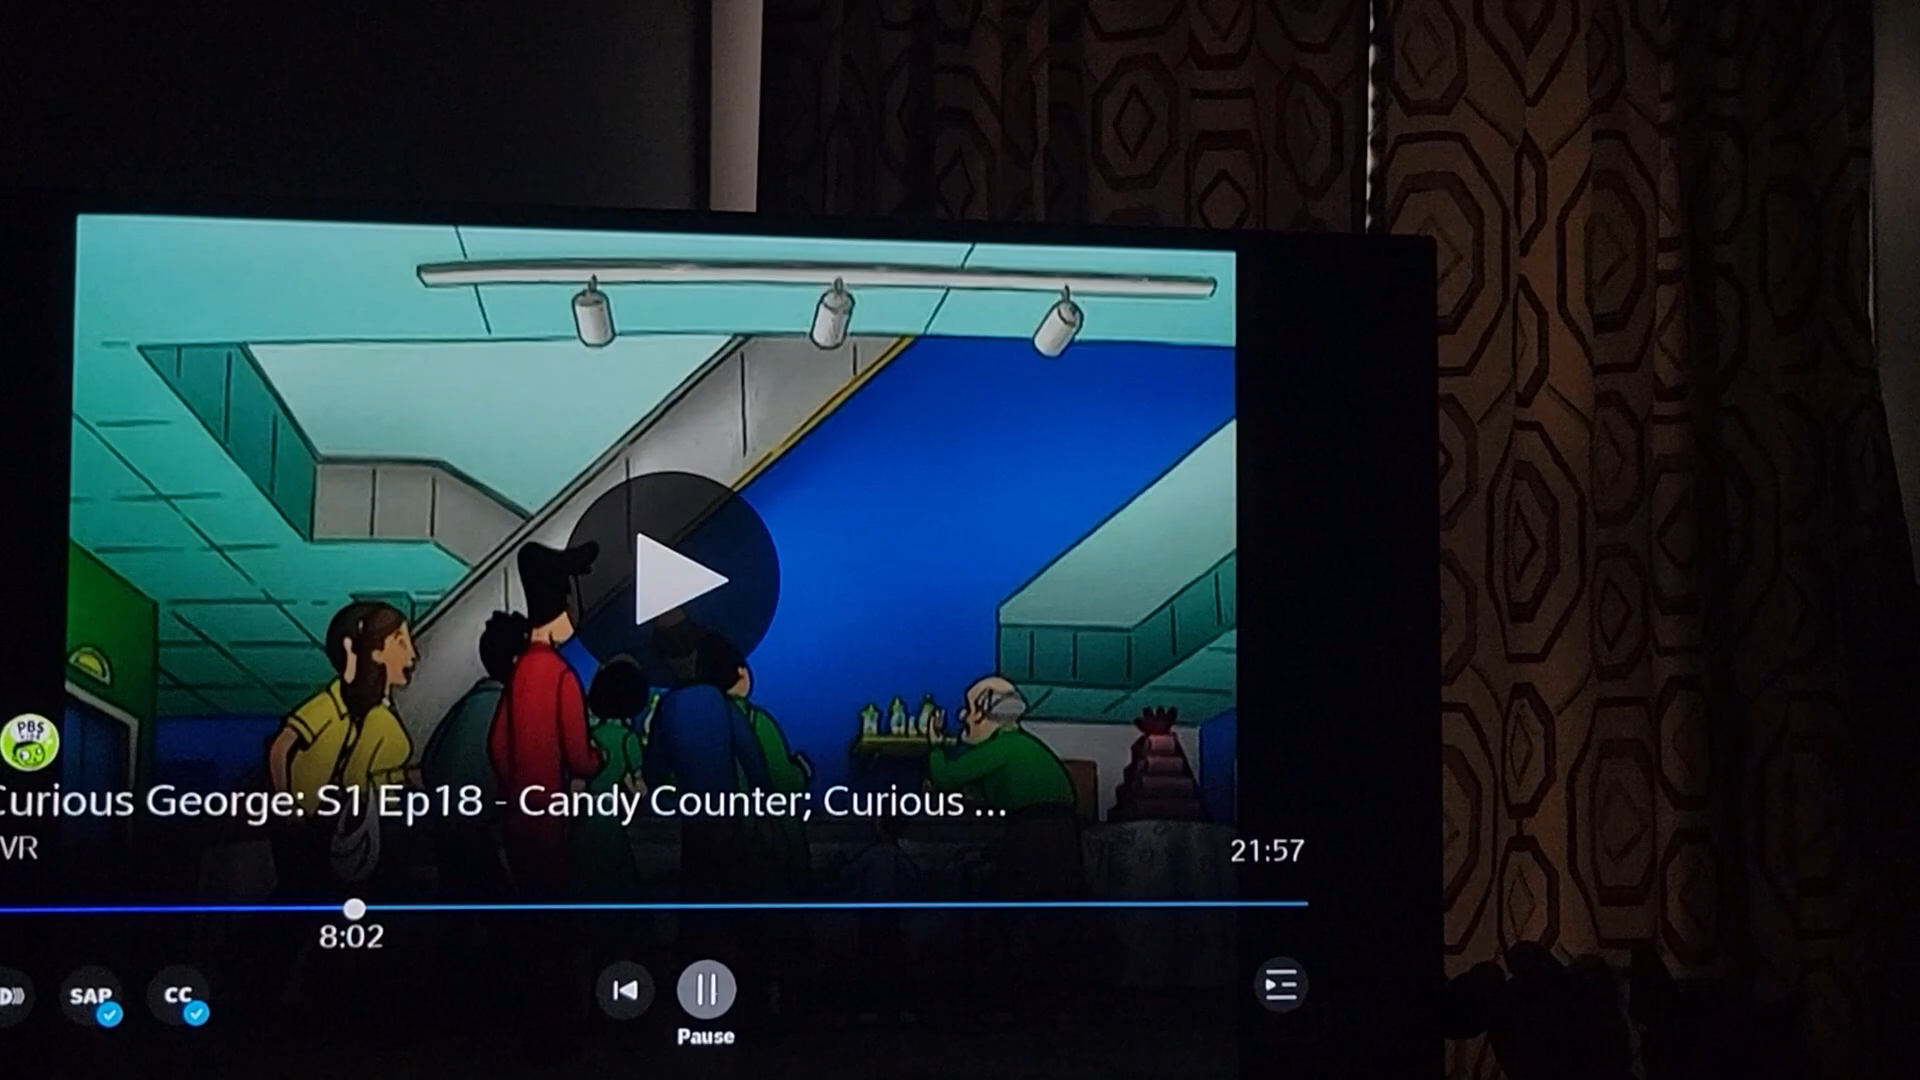 PBS
KIDS
Curious George: S1 Ep18 - Candy Counter; Curious ...
VR
21:57
8:02
D)))
SAP
CC
Pause